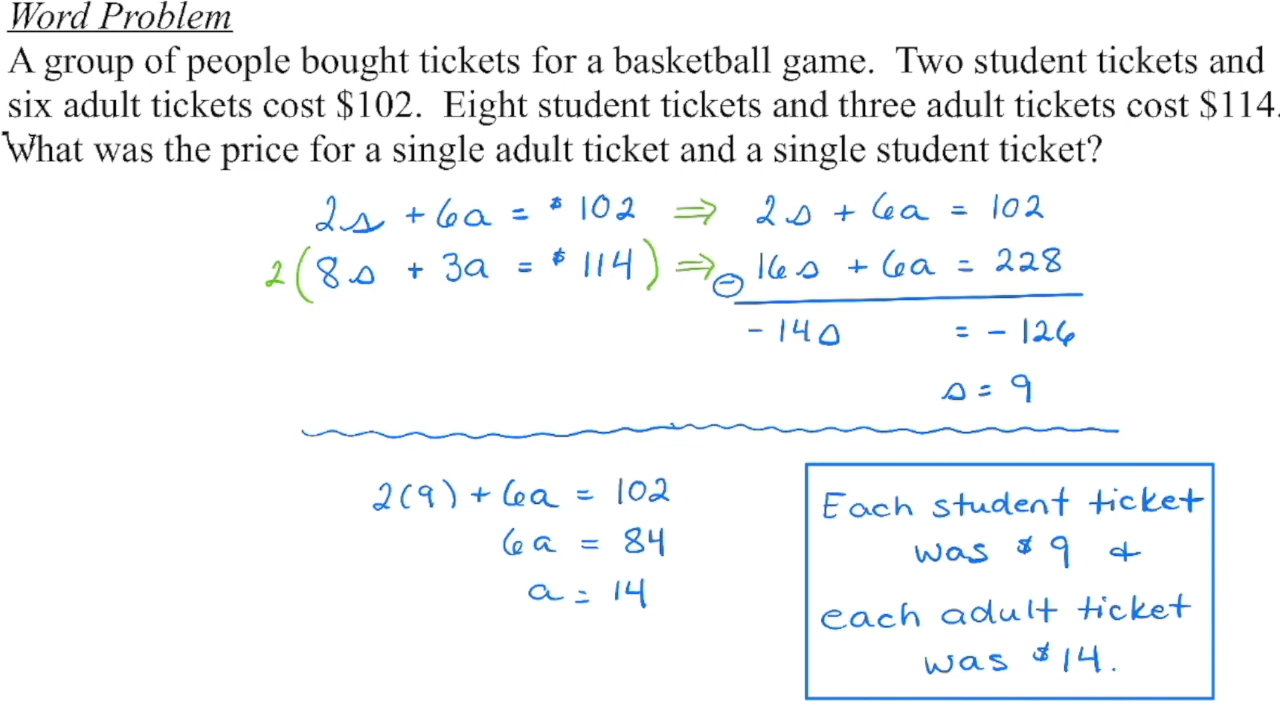 Word Problem
A group of people bought tickets for a basketball game. Two student tickets and
six adult tickets cost $102. Eight student tickets and three adult tickets cost $114.
What was the price for a single adult ticket and a single student ticket?
2s + 6a = $102 ⇒ 2s + 6a = 102
2(8s + 3a = $114) ⇒ - 16s + 6a = 228
-14s = -126
s = 9
2(9) + 6a = 102
6a = 84
a = 14
Each student ticket
was $9 &
each adult ticket
was $14.